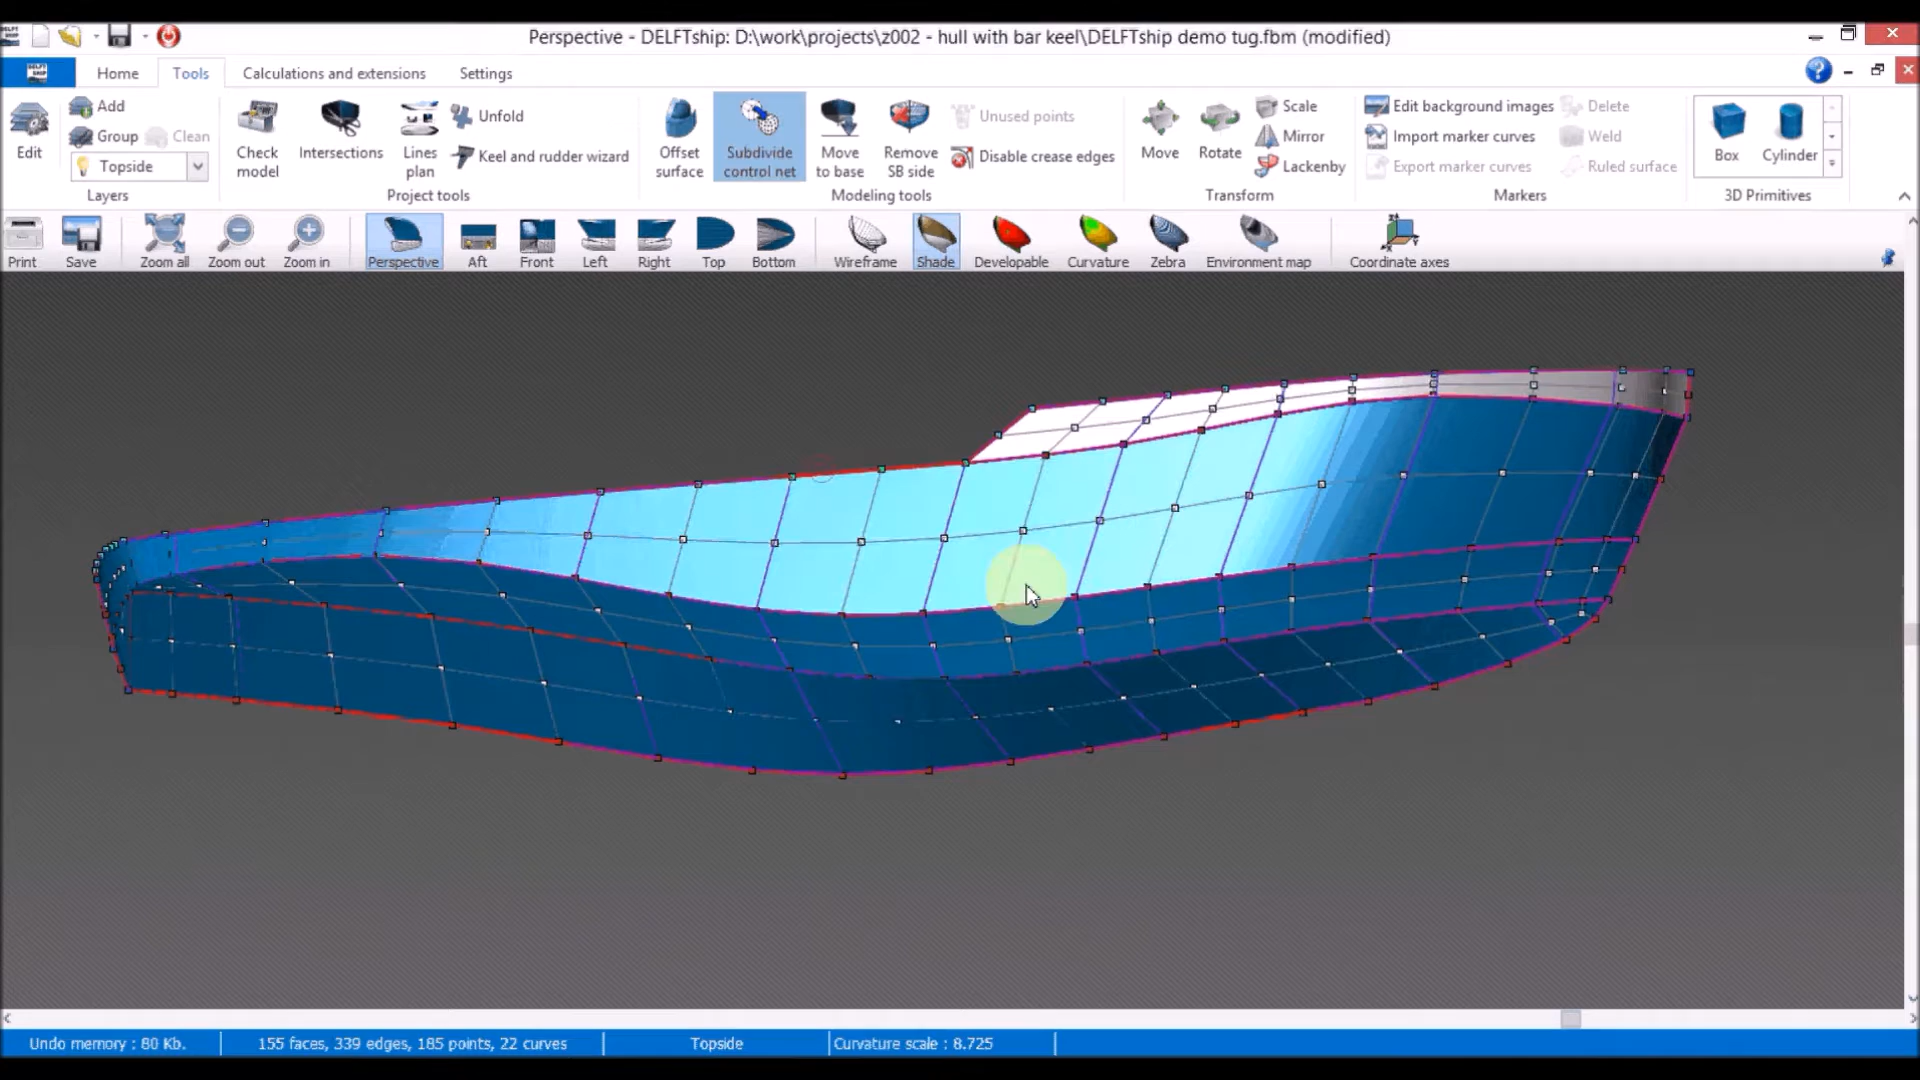 Perspective - DELFTship: D:\work\projects\z002 - hull with bar keel\DELFTship demo tug.fbm (modified)
Home Tools Calculations and extensions Settings
Edit
Add
Group Clean
Topside
Layers
Check model
Intersections
Lines plan
Unfold
Keel and rudder wizard
Project tools
Offset surface
Subdivide control net
Move to base
Remove SB side
Unused points
Disable crease edges
Modeling tools
Move
Rotate
Scale
Mirror
Lackenby
Transform
Edit background images Delete
Import marker curves Weld
Export marker curves Ruled surface
Markers
Box Cylinder
3D Primitives
Print Save Zoom all Zoom out Zoom in Perspective Aft Front Left Right Top Bottom Wireframe Shade Developable Curvature Zebra Environment map Coordinate axes
Undo memory : 80 Kb. 155 faces, 339 edges, 185 points, 22 curves Topside Curvature scale : 8.725